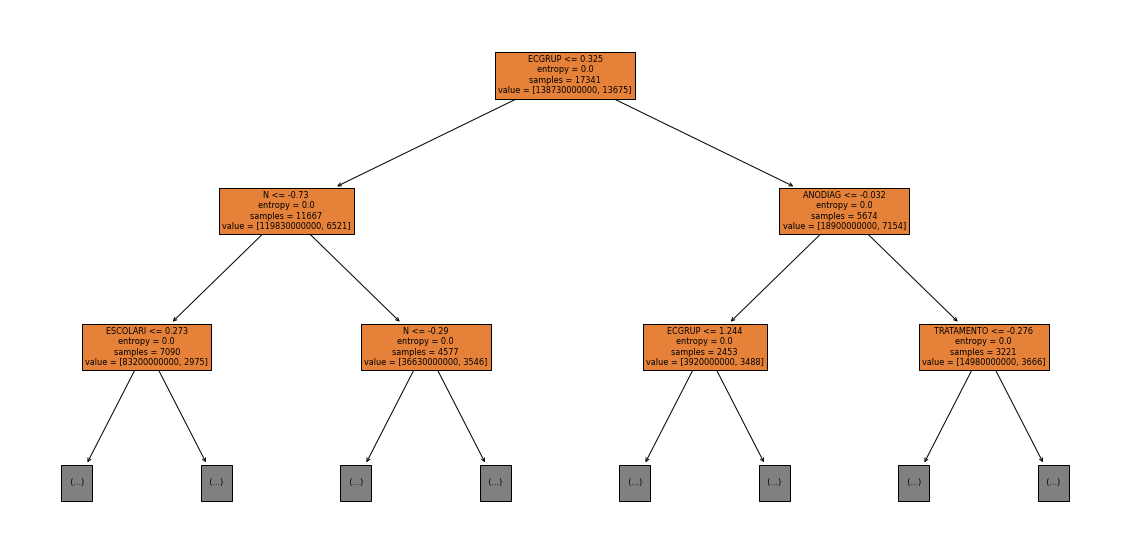 ECGRUP <= 0.325
entropy = 0.0
samples = 17341
value = [138730000000, 13675]
N <= -0.73
entropy = 0.0
samples = 11667
value = [119830000000, 6521]
ANODIAG <= -0.032
entropy = 0.0
samples = 5674
value = [18900000000, 7154]
ESCOLARI <= 0.273
entropy = 0.0
samples = 7090
value = [83200000000, 2975]
N <= -0.29
entropy = 0.0
samples = 4577
value = [36630000000, 3546]
ECGRUP <= 1.244
entropy = 0.0
samples = 2453
value = [3920000000, 3488]
TRATAMENTO <= -0.276
entropy = 0.0
samples = 3221
value = [14980000000, 3666]
(...)
(...)
(...)
(...)
(...)
(...)
(...)
(...)